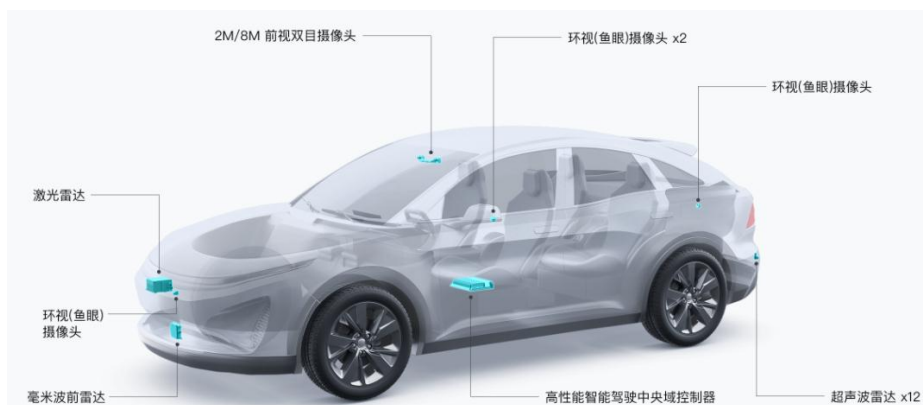 2M/8M 前视双目摄像头
环视(鱼眼)摄像头 x2
环视(鱼眼)摄像头
激光雷达
环视(鱼眼)
摄像头
毫米波前雷达
高性能智能驾驶中央域控制器
超声波雷达 x12